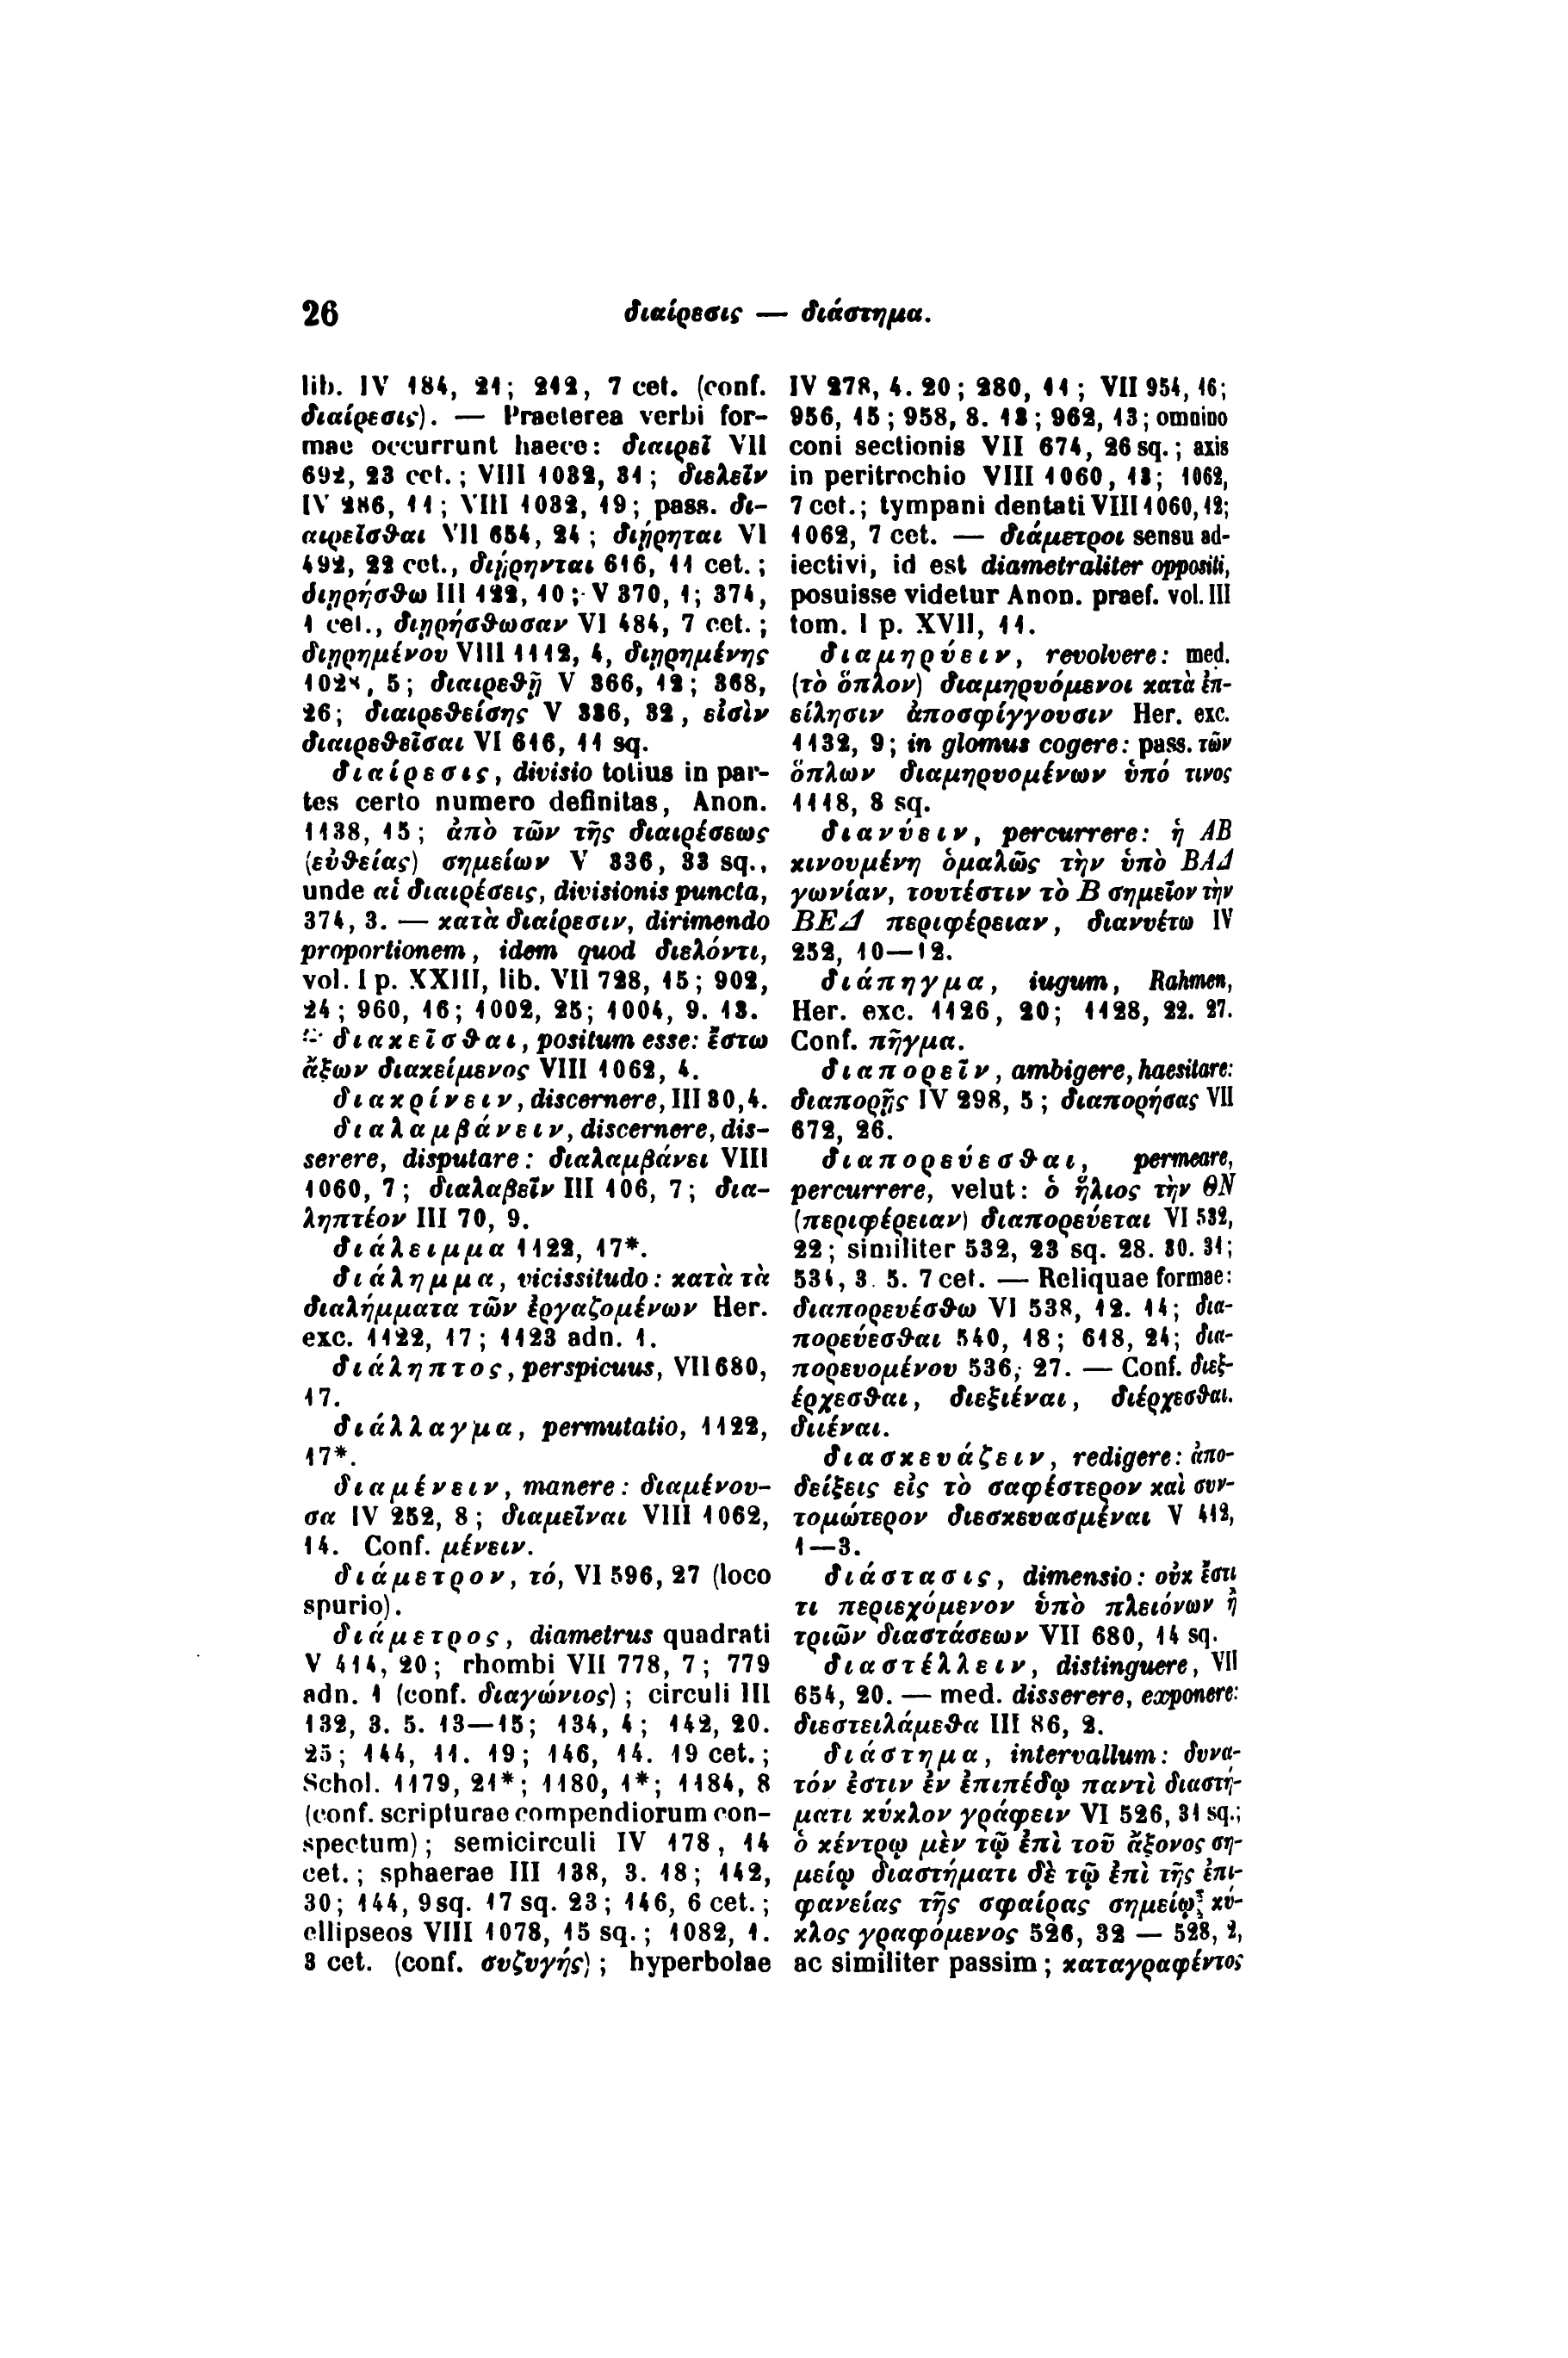 26
διαίρεσις — διάστημα.
lib. IV 184, 21; 212, 7 cet. (conf.
διαίρεσις). — Praeterea verbi for-
mae occurrunt haece: διαιρεῖ VII
692, 23 cet.; VIII 1032, 31; διελεῖν
IV 286, 11; VIII 1032, 19; pass. δι-
αιρεῖσθαι VII 654, 24; διῄρηται VI
492, 22 cet., διῄρηνται 616, 11 cet.;
διῃρήσθω III 122, 10; V 370, 1; 374,
1 cet., διῃρήσθωσαν VI 484, 7 cet.;
διῃρημένου VIII 1112, 4, διῃρημένης
1028, 5; διαιρεθῇ V 366, 12; 368,
26; διαιρεθείσης V 336, 32, εἰσὶν
διαιρεθεῖσαι VI 616, 11 sq.
διαίρεσις, divisio totius in par-
tes certo numero definitas, Anon.
1138, 15; ἀπὸ τῶν τῆς διαιρέσεως
(εὐθείας) σημείων V 336, 33 sq.,
unde αἱ διαιρέσεις, divisionis puncta,
374, 3. — κατὰ διαίρεσιν, dirimendo
proportionem, idem quod διελόντι,
vol. I p. XXIII, lib. VII 728, 15; 902,
24; 960, 16; 1002, 25; 1004, 9. 13.
διακεῖσθαι, positum esse: ἔστω
ἄξων διακείμενος VIII 1062, 4.
διακρίνειν, discernere, III 30, 4.
διαλαμβάνειν, discernere, dis-
serere, disputare: διαλαμβάνει VIII
1060, 7; διαλαβεῖν III 106, 7; δια-
ληπτέον III 70, 9.
διάλειμμα 1122, 17*.
διάλημμα, vicissitudo: κατὰ τὰ
διαλήμματα τῶν ἐργαζομένων Her.
exc. 1122, 17; 1123 adn. 1.
διάληπτος, perspicuus, VII 680,
17.
διάλλαγμα, permutatio, 1122,
17*.
διαμένειν, manere: διαμένου-
σα IV 252, 8; διαμεῖναι VIII 1062,
14. Conf. μένειν.
διάμετρον, τό, VI 596, 27 (loco
spurio).
διάμετρος, diametrus quadrati
V 414, 20; rhombi VII 778, 7; 779
adn. 1 (conf. διαγώνιος); circuli III
132, 3. 5. 13—15; 134, 4; 142, 20.
25; 144, 11. 19; 146, 14. 19 cet.;
Schol. 1179, 21*; 1180, 1*; 1184, 8
(conf. scripturae compendiorum con-
spectum); semicirculi IV 178, 14
cet.; sphaerae III 138, 3. 18; 142,
30; 144, 9 sq. 17 sq. 23; 146, 6 cet.;
ellipseos VIII 1078, 15 sq.; 1082, 1.
3 cet. (conf. συζυγής); hyperbolae
IV 278, 4. 20; 280, 11; VII 954, 16;
956, 15; 958, 8. 12; 962, 13; omnino
coni sectionis VII 674, 26 sq.; axis
in peritrochio VIII 1060, 13; 1062,
7 cet.; tympani dentati VIII 1060, 12;
1062, 7 cet. — διάμετροι sensu ad-
iectivi, id est diametraliter oppositi,
posuisse videtur Anon. praef. vol. III
tom. I p. XVII, 11.
διαμηρύειν, revolvere: med.
(τὸ ὅπλον) διαμηρυόμενοι κατὰ ἐπ-
είλησιν ἀποσφίγγουσιν Her. exc.
1132, 9; in glomus cogere: pass. τῶν
ὅπλων διαμηρυομένων ὑπό τινος
1118, 8 sq.
διανύειν, percurrere: ἡ ΑΒ
κινουμένη ὁμαλῶς τὴν ὑπὸ ΒΑΔ
γωνίαν, τουτέστιν τὸ Β σημεῖον τὴν
ΒΕΔ περιφέρειαν, διανυέτω IV
252, 10—12.
διάπηγμα, iugum, Rahmen,
Her. exc. 1126, 20; 1128, 22. 27.
Conf. πῆγμα.
διαπορεῖν, ambigere, haesitare:
διαπορῇς IV 298, 5; διαπορήσας VII
672, 26.
διαπορεύεσθαι, permeare,
percurrere, velut: ὁ ἥλιος τὴν ΘΝ
(περιφέρειαν) διαπορεύεται VI 532,
22; similiter 532, 23 sq. 28. 30. 31;
534, 3. 5. 7 cet. — Reliquae formae:
διαπορευέσθω VI 538, 12. 14; δια-
πορεύεσθαι 540, 18; 618, 24; δια-
πορευομένου 536, 27. — Conf. διεξ-
έρχεσθαι, διεξιέναι, διέρχεσθαι.
διιέναι.
διασκευάζειν, redigere: ἀπο-
δείξεις εἰς τὸ σαφέστερον καὶ συν-
τομώτερον διεσκευασμέναι V 412,
1—3.
διάστασις, dimensio: οὐκ ἔστι
τι περιεχόμενον ὑπὸ πλειόνων ἢ
τριῶν διαστάσεων VII 680, 14 sq.
διαστέλλειν, distinguere, VII
654, 20. — med. disserere, exponere:
διεστειλάμεθα III 86, 2.
διάστημα, intervallum: δυνα-
τόν ἐστιν ἐν ἐπιπέδῳ παντὶ διαστή-
ματι κύκλον γράφειν VI 526, 31 sq.;
ὁ κέντρῳ μὲν τῷ ἐπὶ τοῦ ἄξονος ση-
μείῳ διαστήματι δὲ τῷ ἐπὶ τῆς ἐπι-
φανείας τῆς σφαίρας σημείῳ κύ-
κλος γραφόμενος 526, 32 — 528, 2,
ac similiter passim; καταγραφέντος